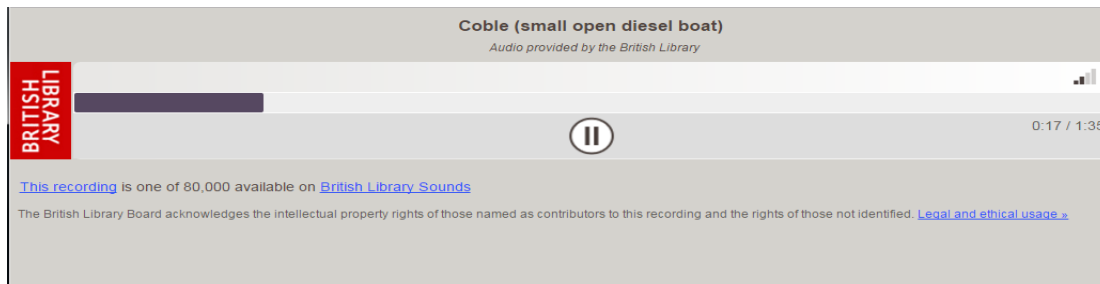 Coble (small open diesel boat)
Audio provided by the British Library
LIBRARY
BRITISH
0:17 / 1:35
This recording is one of 80,000 available on British Library Sounds
The British Library Board acknowledges the intellectual property rights of those named as contributors to this recording and the rights of those not identified. Legal and ethical usage »